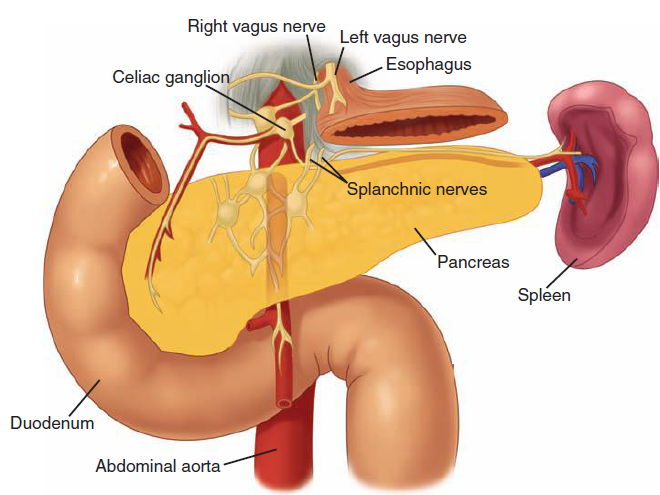 Right vagus nerve
Left vagus nerve
Esophagus
Celiac ganglion
Splanchnic nerves
Pancreas
Spleen
Duodenum
Abdominal aorta